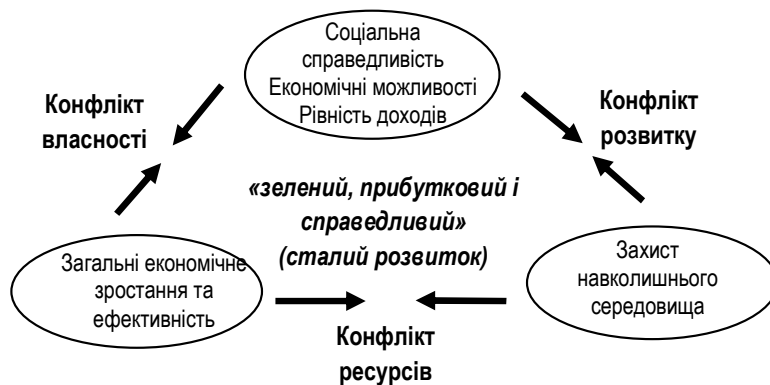 Соціальна
справедливість
Економічні можливості
Рівність доходів
Конфлікт
власності
Конфлікт
розвитку
«зелений, прибутковий і
справедливий»
(сталий розвиток)
Загальні економічне
зростання та
ефективність
Захист
навколишнього
середовища
Конфлікт
ресурсів